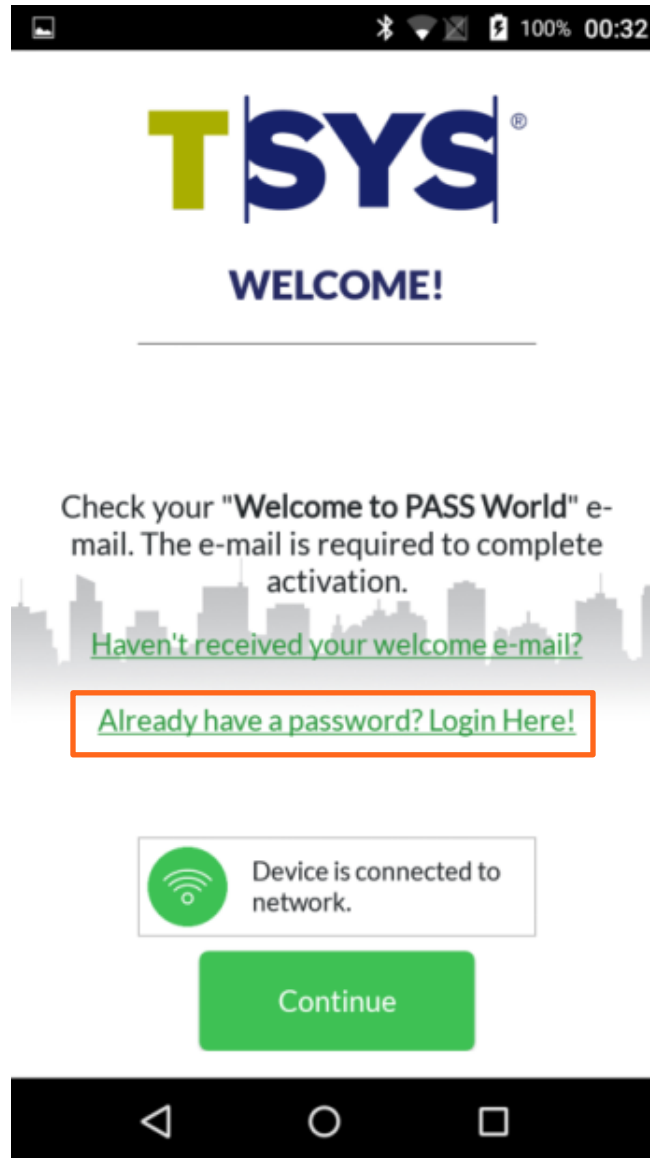 100% 00:32
TSYS®
WELCOME!
Check your "Welcome to PASS World" e-
mail. The e-mail is required to complete
activation.
Haven't received your welcome e-mail?
Already have a password? Login Here!
Device is connected to
network.
Continue